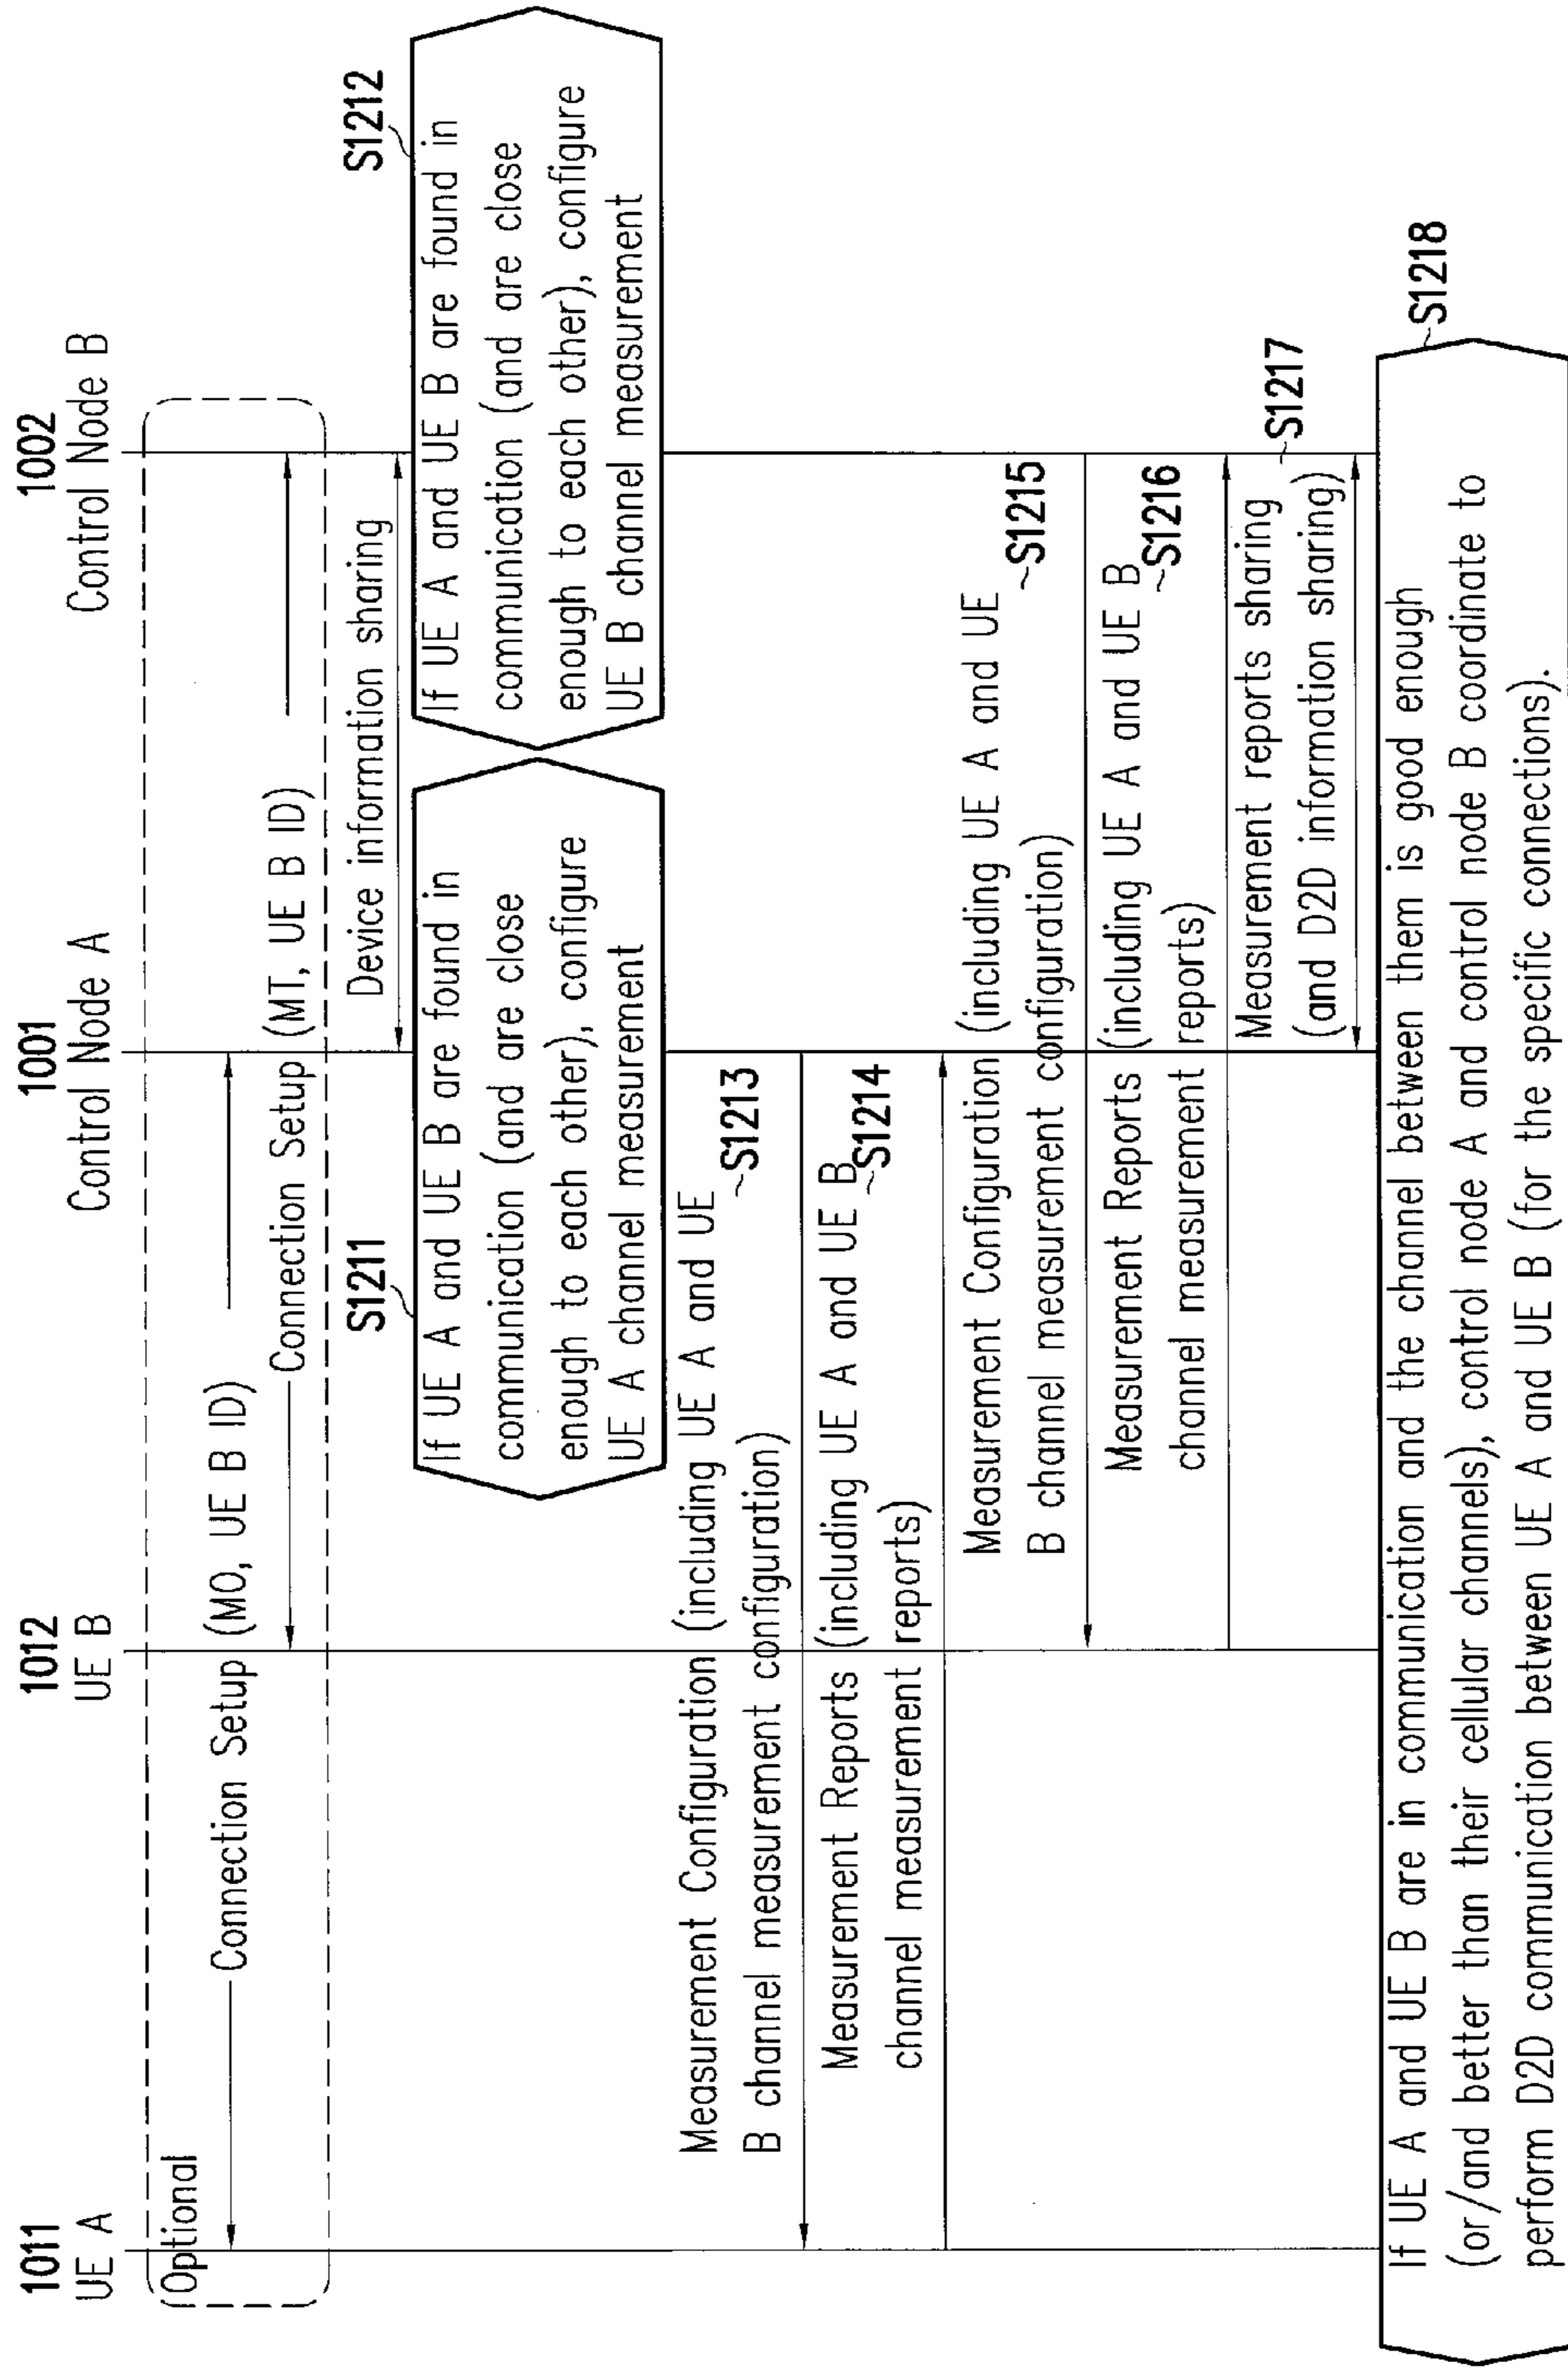 1011
UE A
1012
UE B
1001
Control Node A
1002
Control Node B
Optional
Connection Setup (MO, UE B ID)
Connection Setup (MT, UE B ID)
Device information sharing
S1211
If UE A and UE B are found in
communication (and are close
enough to each other), configure
UE A channel measurement
S1212
If UE A and UE B are found in
communication (and are close
enough to each other), configure
UE B channel measurement
Measurement Configuration (including UE A and UE
B channel measurement configuration)
~S1213
Measurement Reports (including UE A and UE B
channel measurement reports)
~S1214
Measurement Configuration (including UE A and UE
B channel measurement configuration)
~S1215
Measurement Reports (including UE A and UE B
channel measurement reports)
~S1216
Measurement reports sharing
(and D2D information sharing)
~S1217
If UE A and UE B are in communication and the channel between them is good enough
(or/and better than their cellular channels), control node A and control node B coordinate to
perform D2D communication between UE A and UE B (for the specific connections).
~S1218